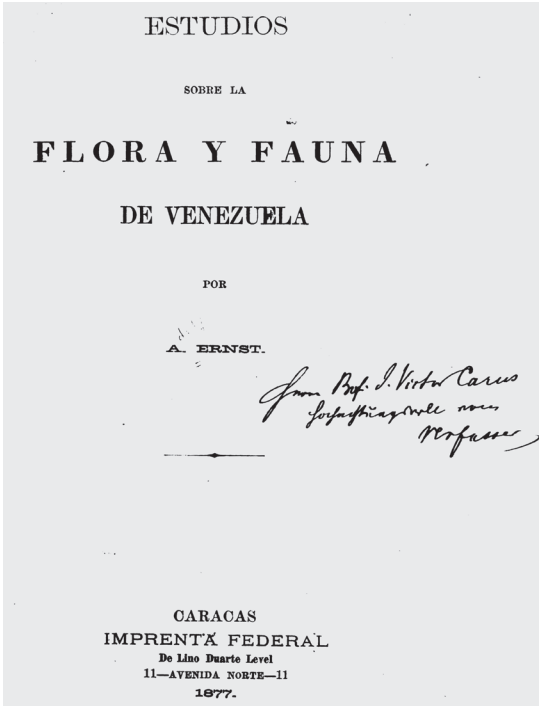 ESTUDIOS
SOBRE LA
FLORA Y FAUNA
DE VENEZUELA
POR
A. ERNST.
Herrn Prof. J. Victor Carus
hochachtungsvoll vom
Verfasser
CARACAS
IMPRENTA FEDERAL
De Lino Duarte Level
11—AVENIDA NORTE—11
1877.